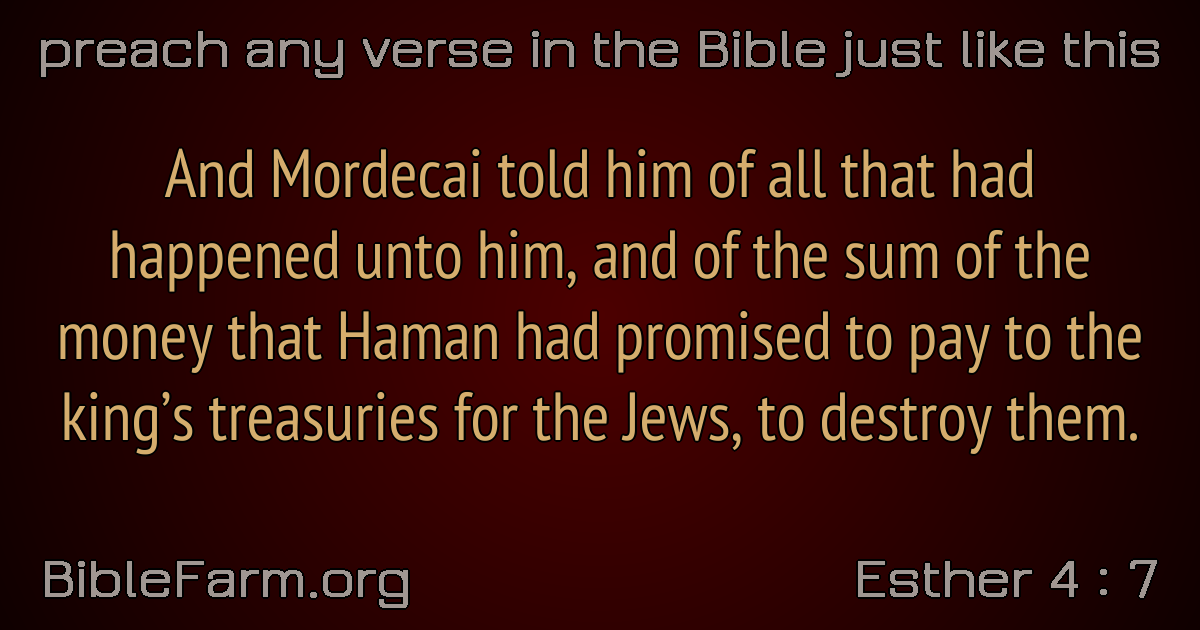 preach any verse in the Bible just like this
And Mordecai told him of all that had
happened unto him, and of the sum of the
money that Haman had promised to pay to the
king’s treasuries for the Jews, to destroy them.
BibleFarm.org
Esther 4 : 7